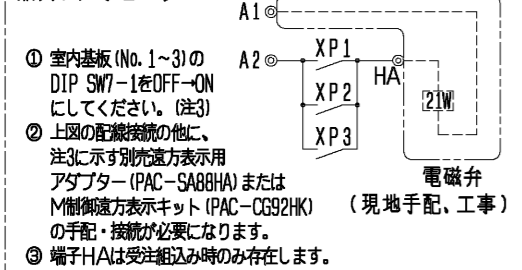 A1
A2
XP1
XP2
XP3
HA
21W
電磁弁
(現地手配、工事)
① 室内基板(No.1~3)の
DIP SW7-1をOFF→ON
にしてください。(注3)
② 上図の配線接続の他に、
注3に示す別売遠方表示用
アダプター(PAC-SA88HA)または
M制御遠方表示キット(PAC-CG92HK)
の手配・接続が必要になります。
③ 端子HAは受注組込み時のみ存在します。